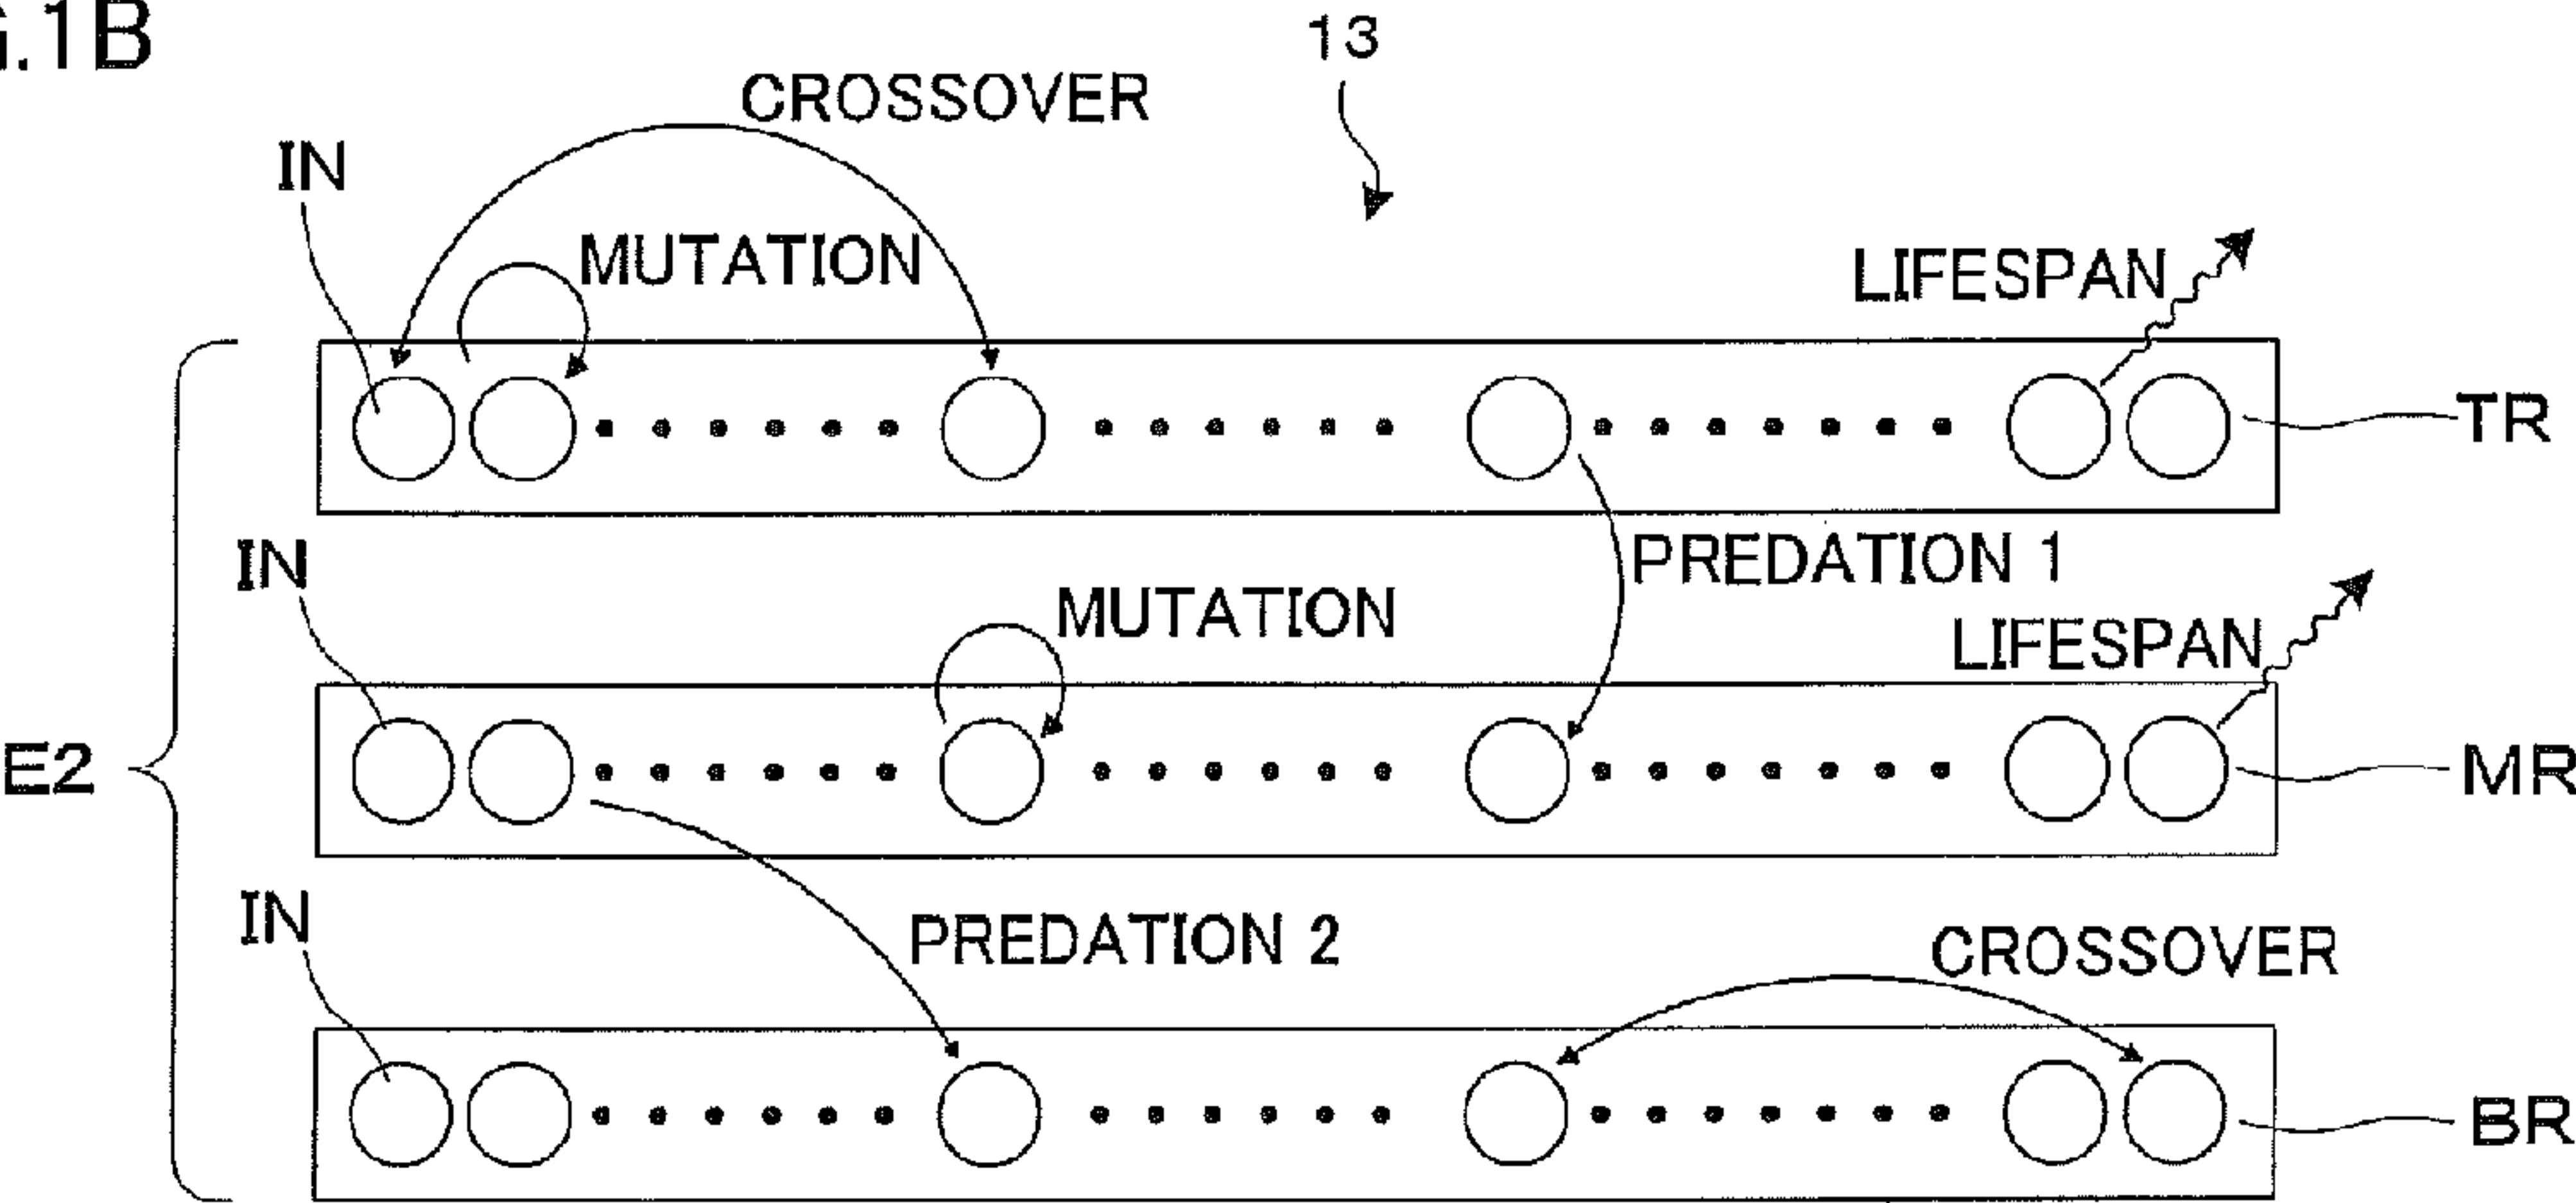 G.1B
13
CROSSOVER
IN
MUTATION
LIFESPAN
TR
IN
PREDATION 1
MUTATION
LIFESPAN
E2
MR
IN
PREDATION 2
CROSSOVER
BR